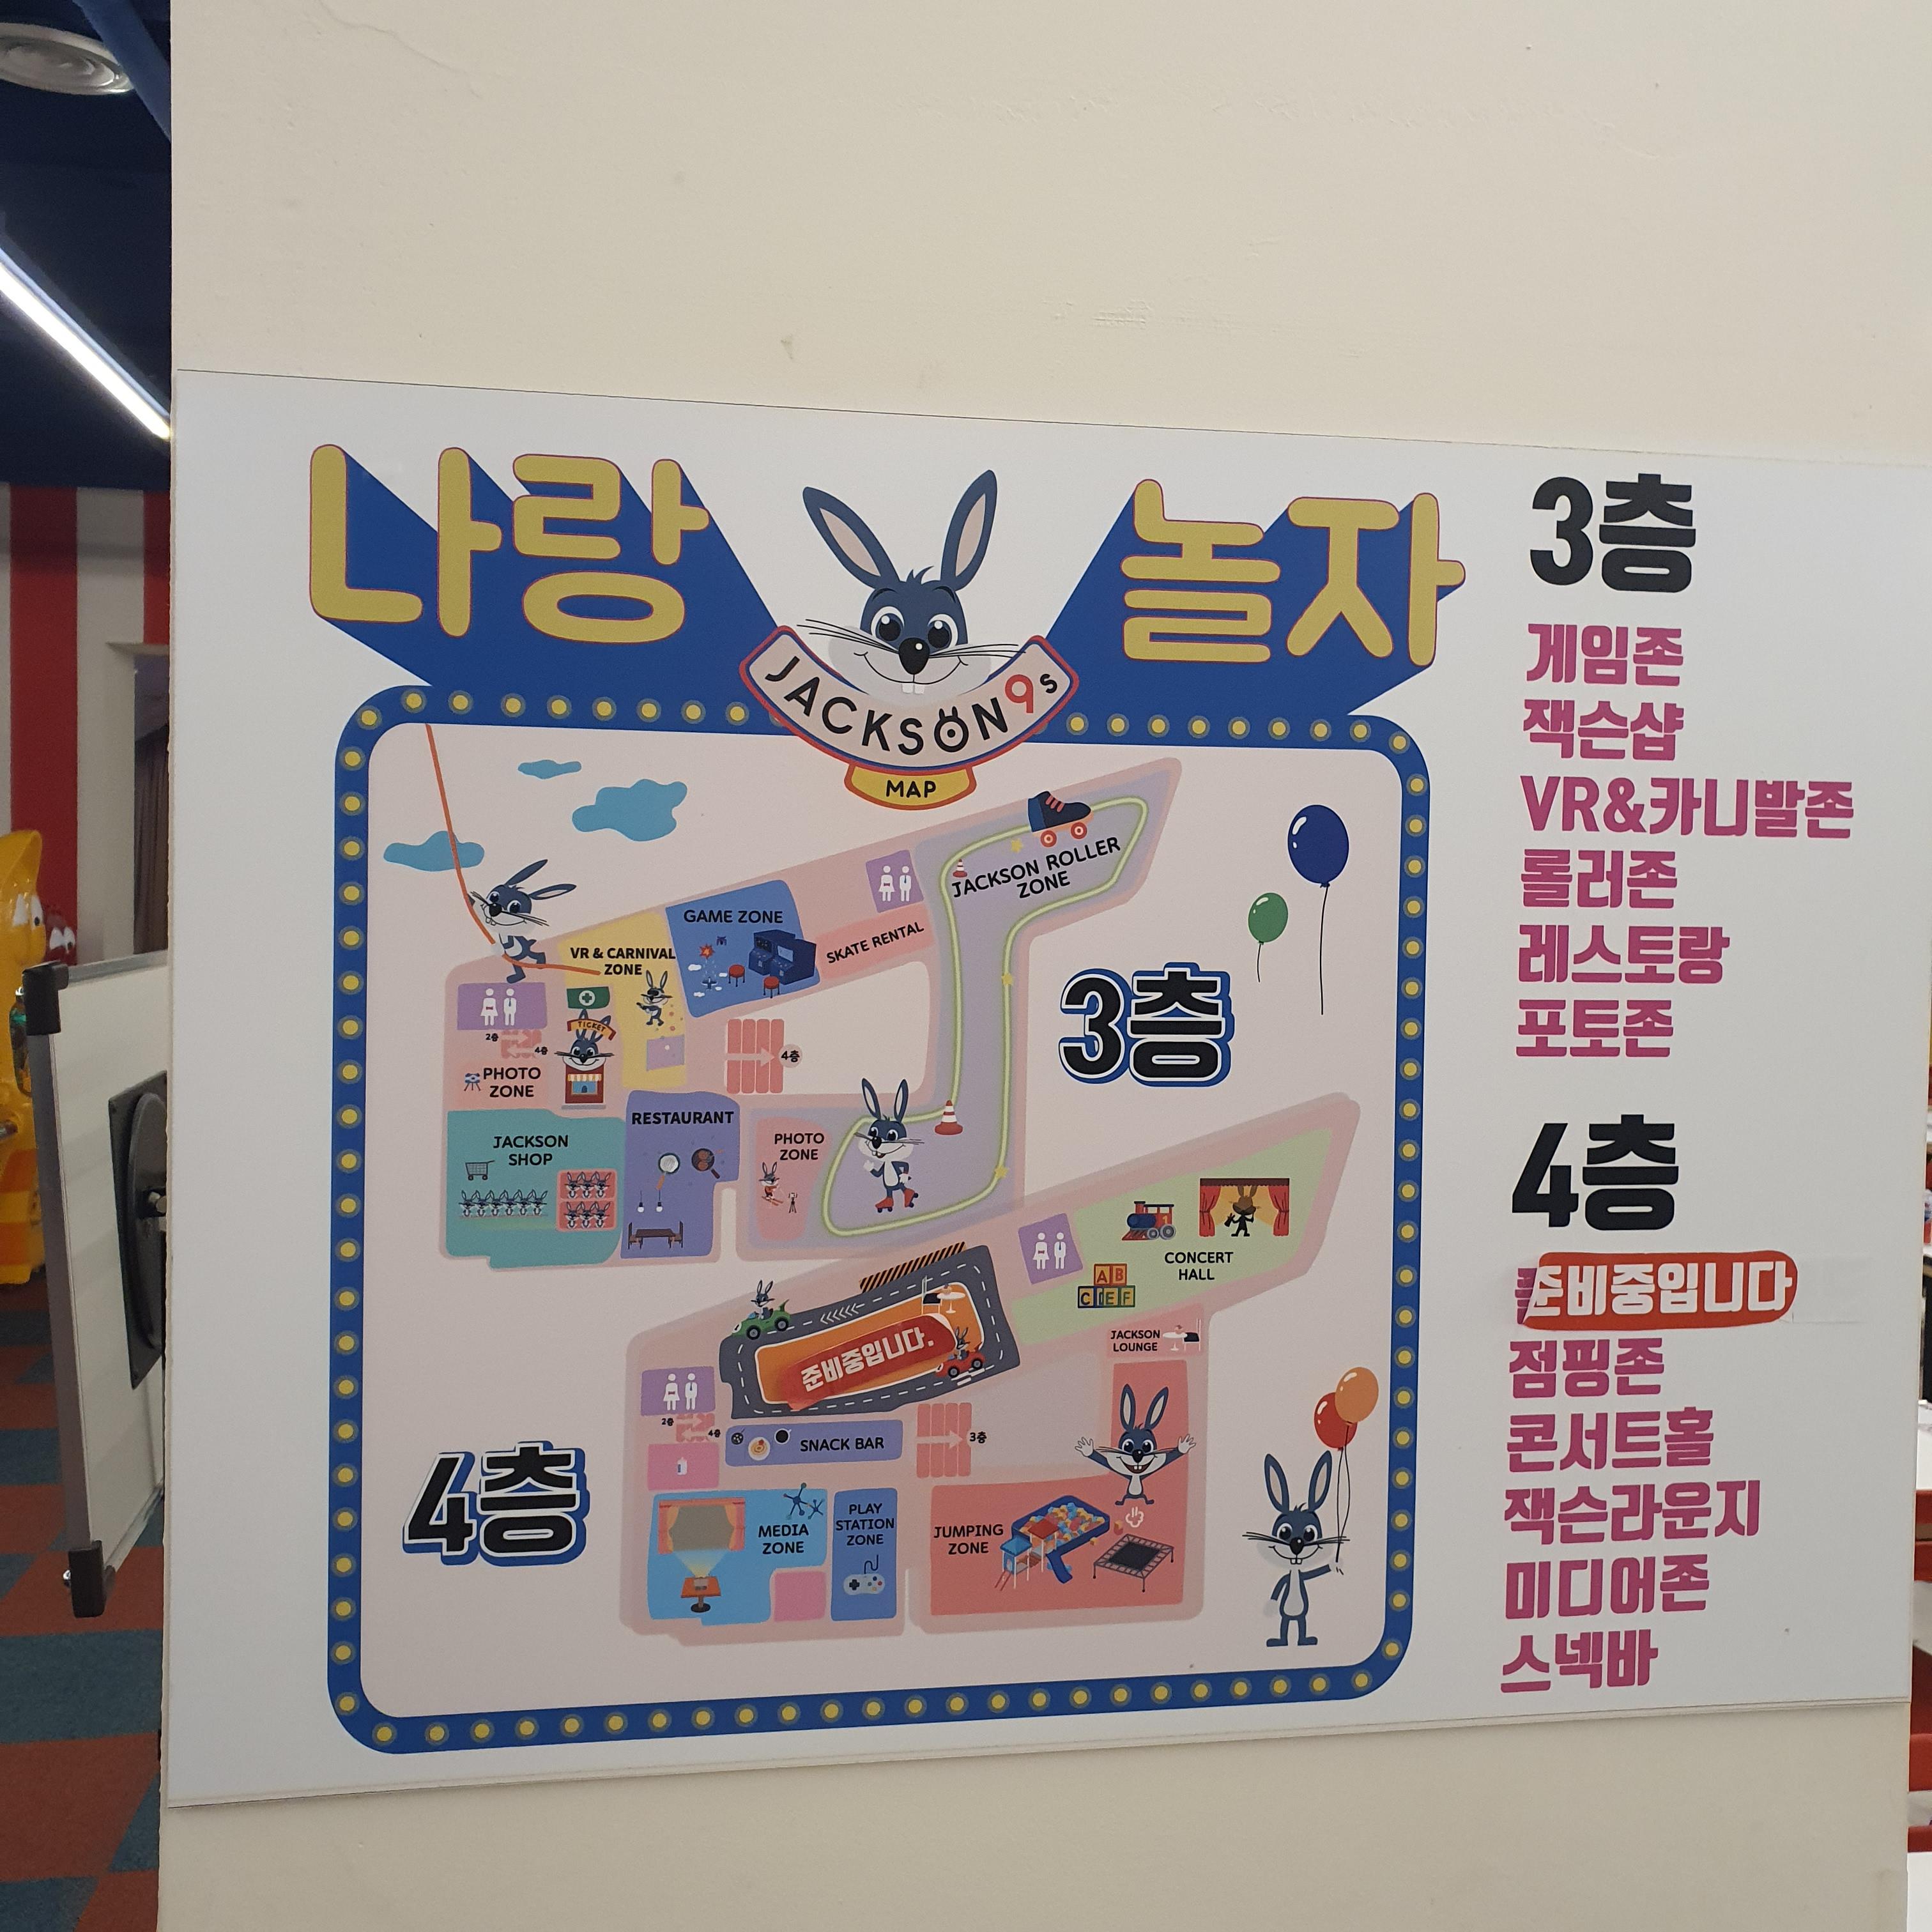 나랑 놀자
JACKSON9s
MAP
JACKSON ROLLER
ZONE
GAME ZONE
SKATE RENTAL
VR & CARNIVAL
ZONE
TICKET
2층
4층
4층
PHOTO
ZONE
3층
JACKSON
SHOP
RESTAURANT
PHOTO
ZONE
CONCERT
HALL
A B
C E F
JACKSON
LOUNGE
준비중입니다.
2층
4층
SNACK BAR
3층
4층
MEDIA
ZONE
PLAY
STATION
ZONE
JUMPING
ZONE
3층
게임존
잭슨샵
VR&카니발존
롤러존
레스토랑
포토존
4층
준비중입니다
점핑존
콘서트홀
잭슨라운지
미디어존
스넥바